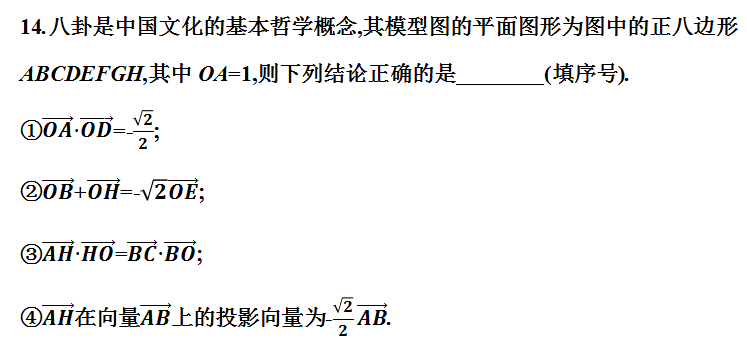 14.八卦是中国文化的基本哲学概念,其模型图的平面图形为图中的正八边形
ABCDEFGH,其中 OA=1,则下列结论正确的是________(填序号).
①$\overrightarrow{OA}·\overrightarrow{OD}$=-$\frac{\sqrt{2}}{2}$;
②$\overrightarrow{OB}$+$\overrightarrow{OH}$=-$\sqrt{2}\overrightarrow{OE}$;
③$\overrightarrow{AH}·\overrightarrow{HO}$=$\overrightarrow{BC}·\overrightarrow{BO}$;
④$\overrightarrow{AH}$在向量$\overrightarrow{AB}$上的投影向量为-$\frac{\sqrt{2}}{2}\overrightarrow{AB}$.